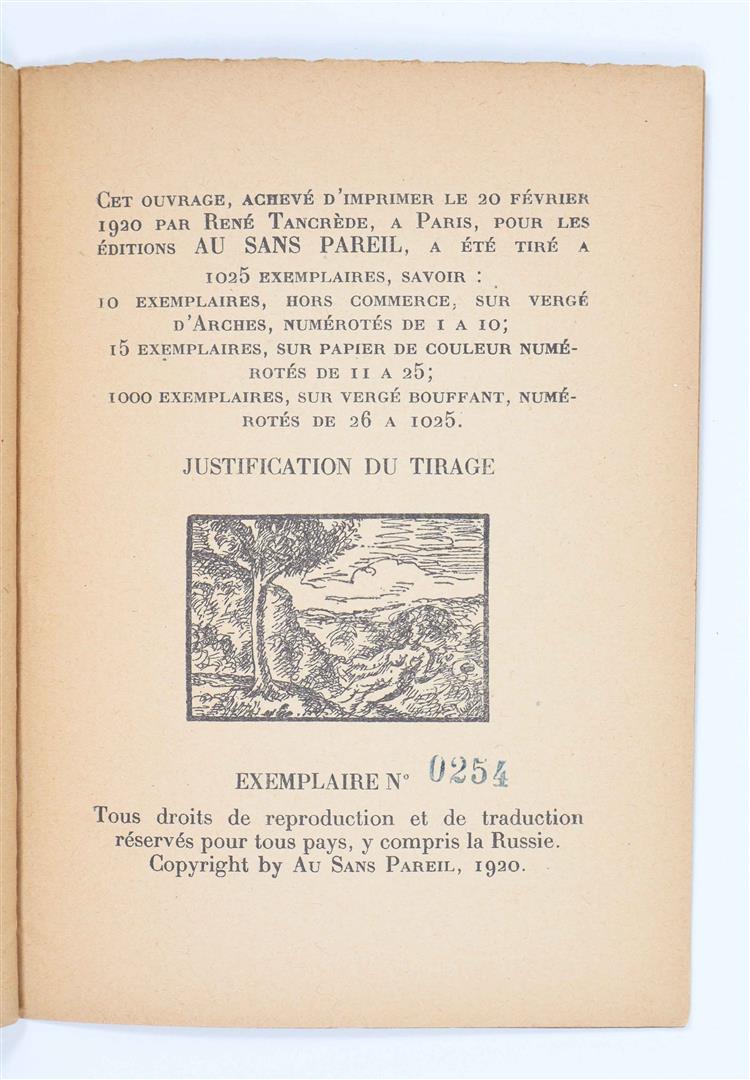 CET OUVRAGE, ACHEVÉ D'IMPRIMER LE 20 FÉVRIER
1920 PAR RENÉ TANCRÈDE, A PARIS, POUR LES
ÉDITIONS AU SANS PAREIL, A ÉTÉ TIRÉ A
1025 EXEMPLAIRES, SAVOIR :
10 EXEMPLAIRES, HORS COMMERCE, SUR VERGÉ
D'ARCHES, NUMÉROTÉS DE 1 A 10;
15 EXEMPLAIRES, SUR PAPIER DE COULEUR NUMÉ-
ROTÉS DE 11 A 25;
1000 EXEMPLAIRES, SUR VERGÉ BOUFFANT, NUMÉ-
ROTÉS DE 26 A 1025.
JUSTIFICATION DU TIRAGE
EXEMPLAIRE N° 0254
Tous droits de reproduction et de traduction
réservés pour tous pays, y compris la Russie.
Copyright by AU SANS PAREIL, 1920.